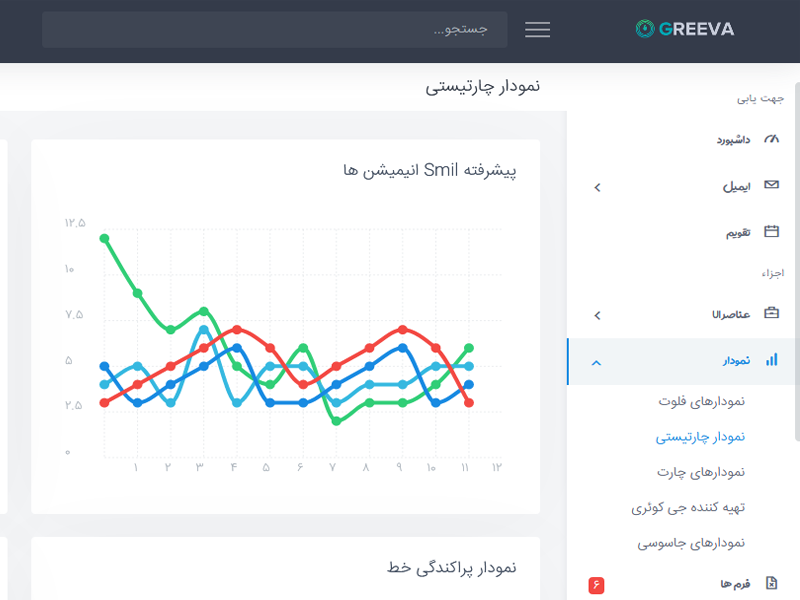 GREEVA
جستجو...
نمودار چارتیستی
جهت یابی
داشبورد
ایمیل
تقویم
اجزاء
عناصرUI
نمودار
نمودارهای فلوت
نمودار چارتیستی
نمودارهای چارت
تهیه کننده جی کوئری
نمودارهای جاسوسی
فرم ها
۶
پیشرفته Smil انیمیشن ها
۱۲.۵
۱۰
۷.۵
۵
۲.۵
۰
۱ ۲ ۳ ۴ ۵ ۶ ۷ ۸ ۹ ۱۰ ۱۱ ۱۲
نمودار پراکندگی خط